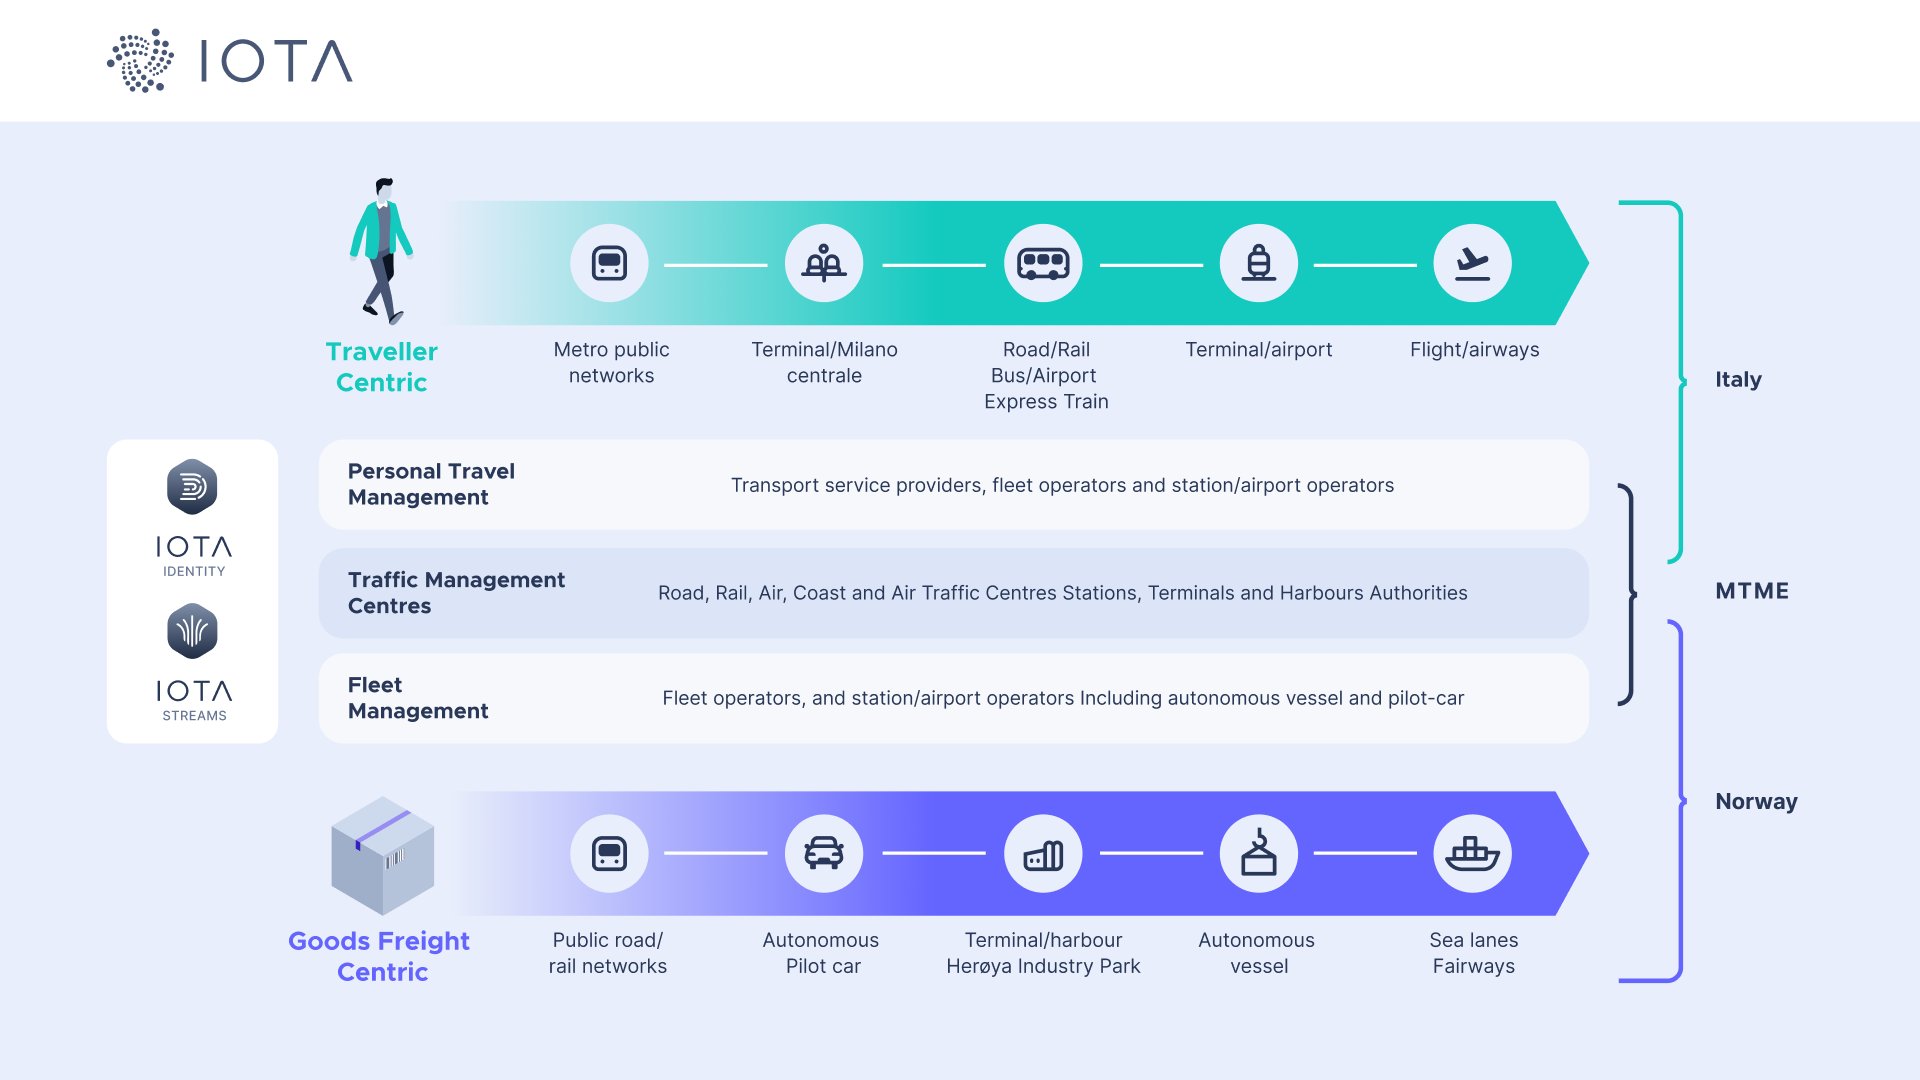 IOTA
Traveller
Centric
Metro public
networks
Terminal/Milano
centrale
Road/Rail
Bus/Airport
Express Train
Terminal/airport
Flight/airways
Italy
IOTA
IDENTITY
IOTA
STREAMS
Personal Travel
Management
Transport service providers, fleet operators and station/airport operators
Traffic Management
Centres
Road, Rail, Air, Coast and Air Traffic Centres Stations, Terminals and Harbours Authorities
MTME
Fleet
Management
Fleet operators, and station/airport operators Including autonomous vessel and pilot-car
Norway
Goods Freight
Centric
Public road/
rail networks
Autonomous
Pilot car
Terminal/harbour
Herøya Industry Park
Autonomous
vessel
Sea lanes
Fairways